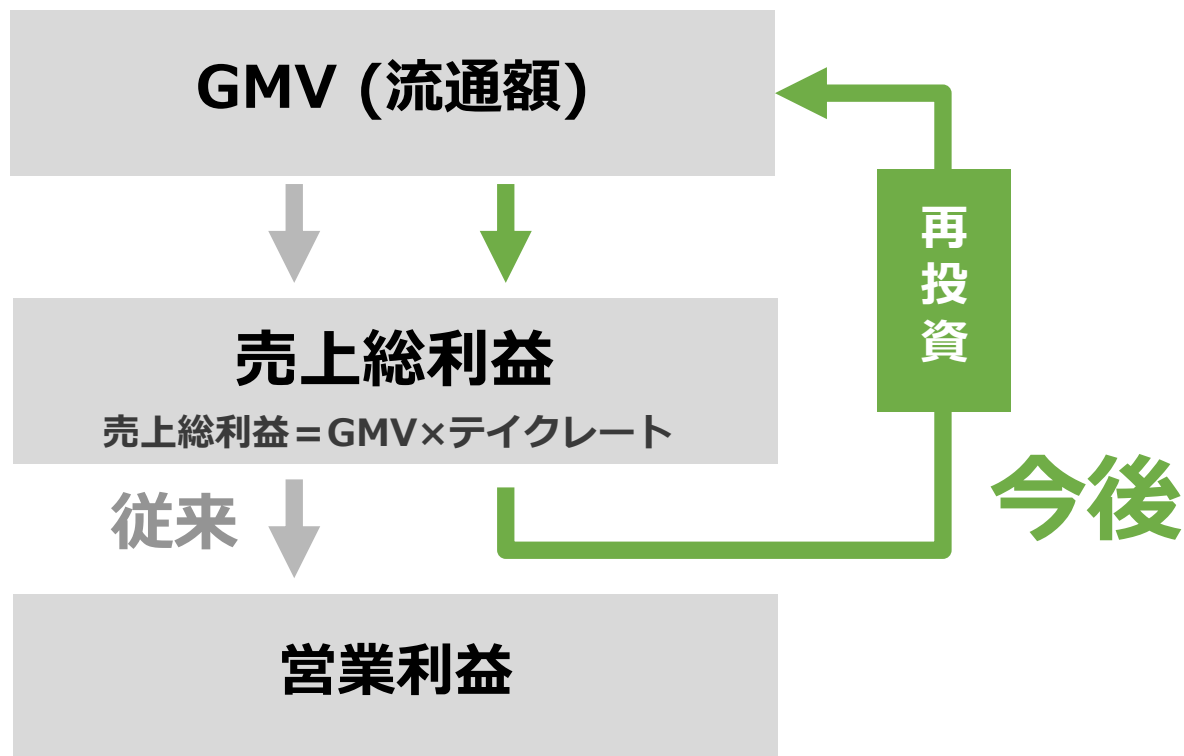 GMV (流通額)
再投資
売上総利益
売上総利益＝GMV×テイクレート
従来
今後
営業利益